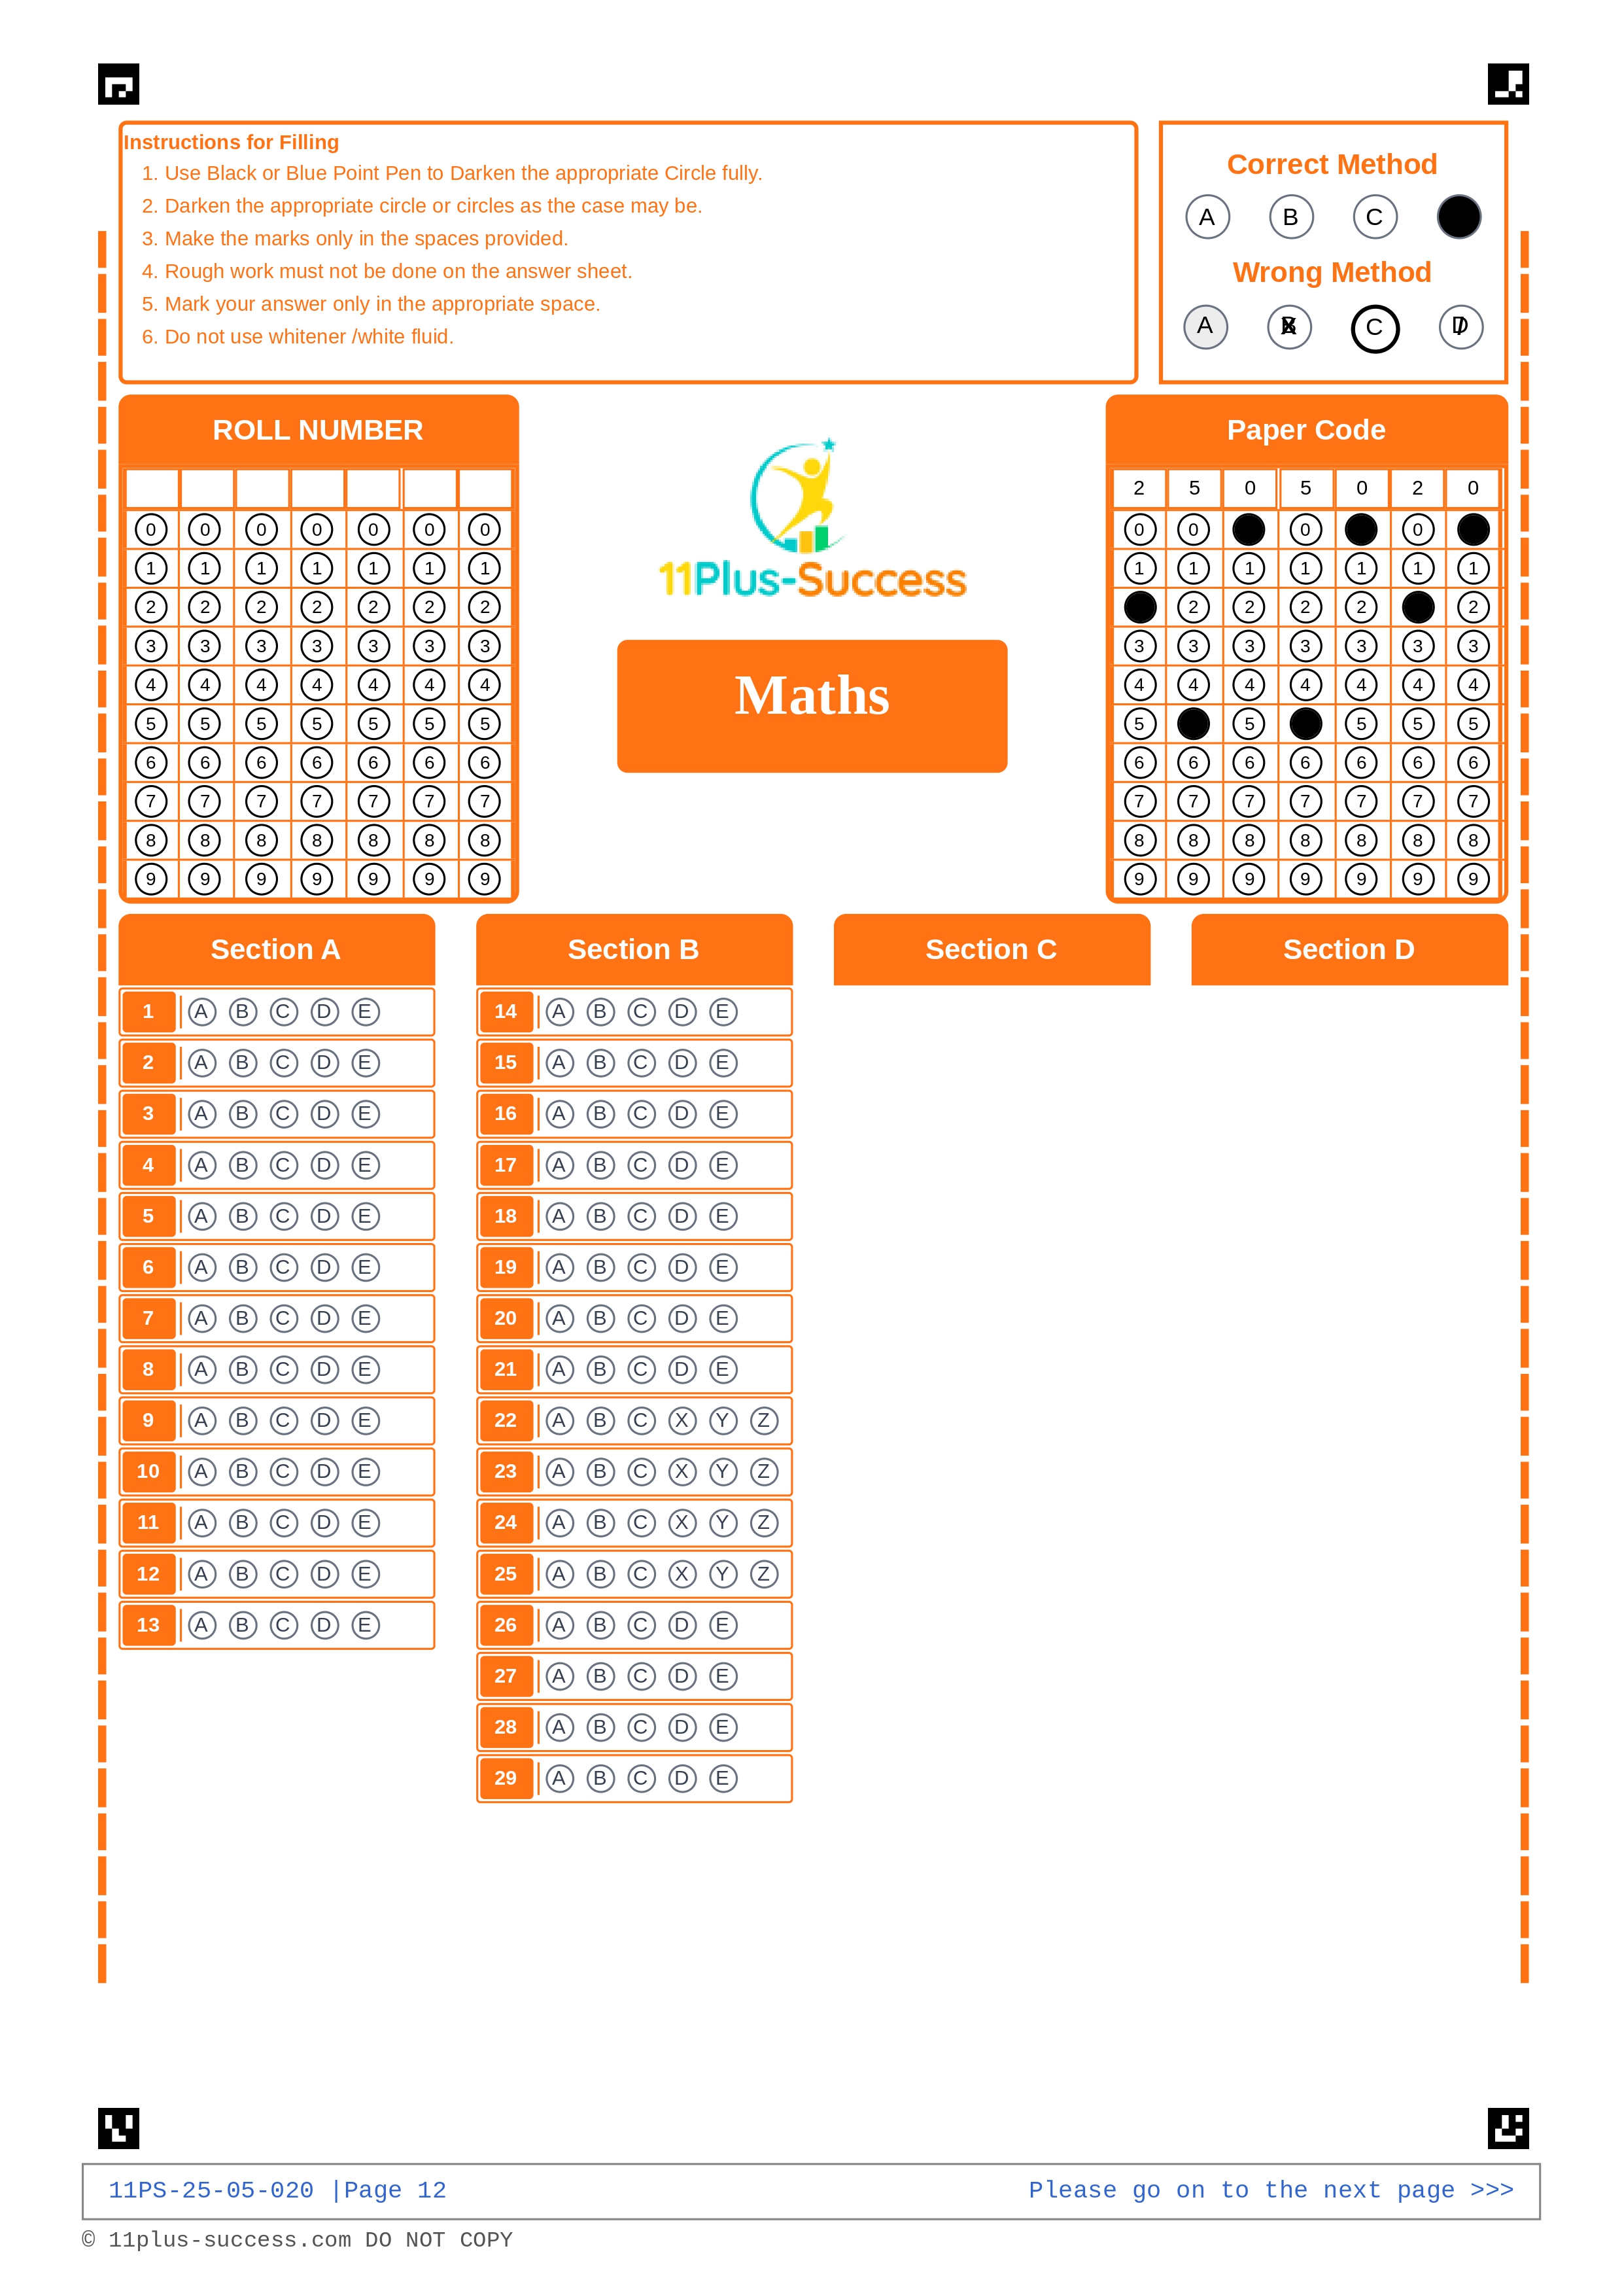 Instructions for Filling
1. Use Black or Blue Point Pen to Darken the appropriate Circle fully.
2. Darken the appropriate circle or circles as the case may be.
3. Make the marks only in the spaces provided.
4. Rough work must not be done on the answer sheet.
5. Mark your answer only in the appropriate space.
6. Do not use whitener /white fluid.
Correct Method
A B C
Wrong Method
A B C D
ROLL NUMBER
0 0 0 0 0 0 0
1 1 1 1 1 1 1
2 2 2 2 2 2 2
3 3 3 3 3 3 3
4 4 4 4 4 4 4
5 5 5 5 5 5 5
6 6 6 6 6 6 6
7 7 7 7 7 7 7
8 8 8 8 8 8 8
9 9 9 9 9 9 9
11Plus-Success
Maths
Paper Code
2 5 0 5 0 2 0
0 0 0 0
1 1 1 1 1 1 1
2 2 2 2 2
3 3 3 3 3 3 3
4 4 4 4 4 4 4
5 5 5 5 5
6 6 6 6 6 6 6
7 7 7 7 7 7 7
8 8 8 8 8 8 8
9 9 9 9 9 9 9
Section A
1 A B C D E
2 A B C D E
3 A B C D E
4 A B C D E
5 A B C D E
6 A B C D E
7 A B C D E
8 A B C D E
9 A B C D E
10 A B C D E
11 A B C D E
12 A B C D E
13 A B C D E
Section B
14 A B C D E
15 A B C D E
16 A B C D E
17 A B C D E
18 A B C D E
19 A B C D E
20 A B C D E
21 A B C D E
22 A B C X Y Z
23 A B C X Y Z
24 A B C X Y Z
25 A B C X Y Z
26 A B C D E
27 A B C D E
28 A B C D E
29 A B C D E
Section C
Section D
11PS-25-05-020 |Page 12
Please go on to the next page >>>
© 11plus-success.com DO NOT COPY